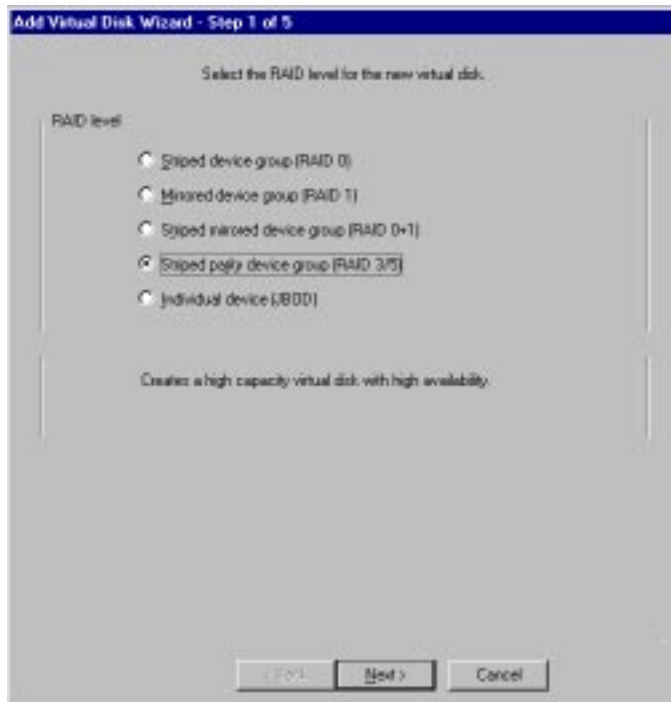 Add Virtual Disk Wizard - Step 1 of 5
Select the RAID level for the new virtual disk.
RAID level
Striped device group (RAID 0)
Mirrored device group (RAID 1)
Striped mirrored device group (RAID 0+1)
Striped parity device group (RAID 3/5)
Individual device (JBOD)
Creates a high capacity virtual disk with high availability.
< Back Next > Cancel